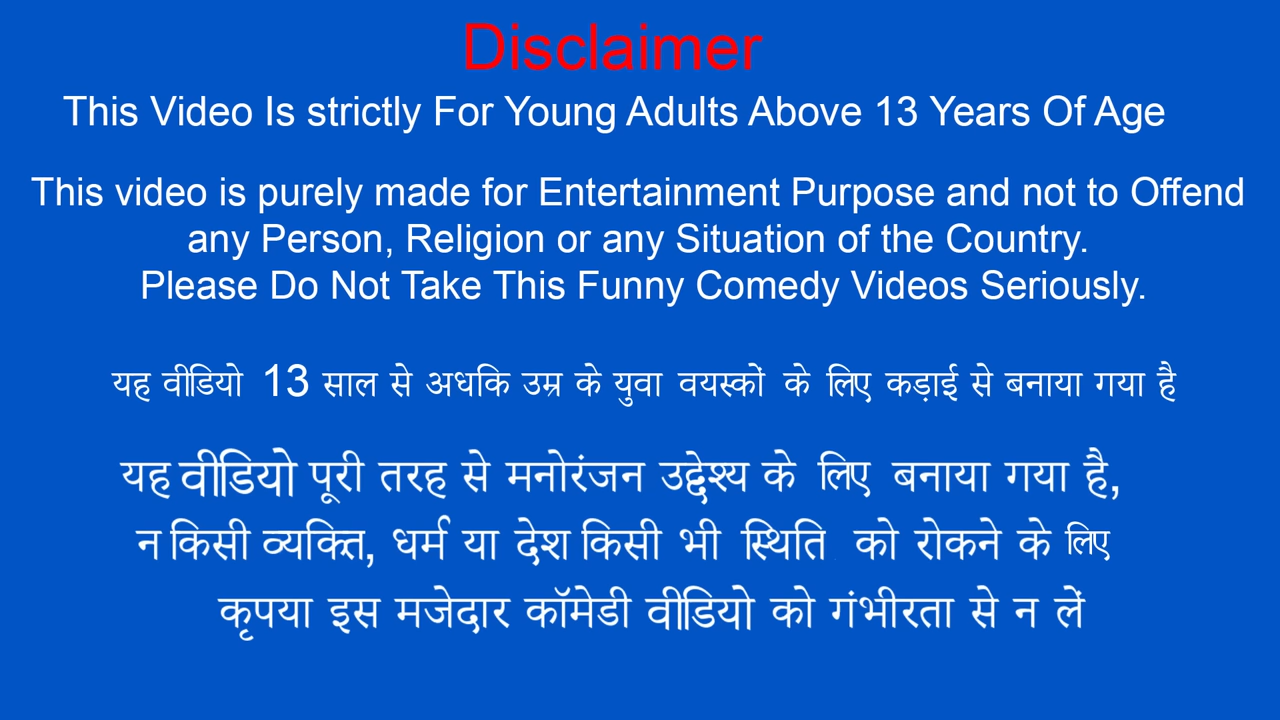 Disclaimer
This Video Is strictly For Young Adults Above 13 Years Of Age
This video is purely made for Entertainment Purpose and not to Offend
any Person, Religion or any Situation of the Country.
Please Do Not Take This Funny Comedy Videos Seriously.
यह वीडियो 13 साल से अधकि उम्र के युवा वयस्कों के लिए कड़ाई से बनाया गया है
यह वीडियो पूरी तरह से मनोरंजन उद्देश्य के लिए बनाया गया है,
न किसी व्यक्ति, धर्म या देश किसी भी स्थिति को रोकने के लिए
कृपया इस मजेदार कॉमेडी वीडियो को गंभीरता से न लें